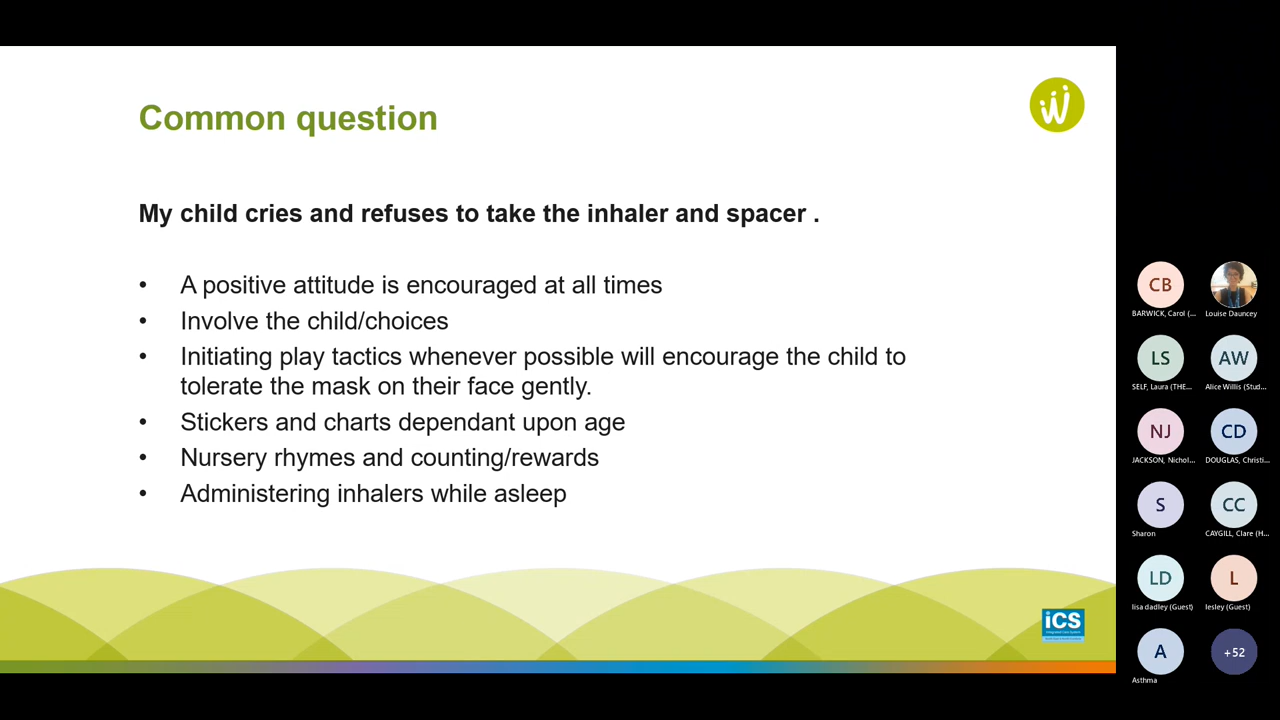 Common question
My child cries and refuses to take the inhaler and spacer .
• A positive attitude is encouraged at all times
• Involve the child/choices
• Initiating play tactics whenever possible will encourage the child to
tolerate the mask on their face gently.
• Stickers and charts dependant upon age
• Nursery rhymes and counting/rewards
• Administering inhalers while asleep
iCS
Integrated Care System
CB
BARWICK, Carol (...
Louise Dauncey
LS
SELF, Laura (THE...
AW
Alice Willis (Stud...
NJ
JACKSON, Nichol...
CD
DOUGLAS, Christi...
S
Sharon
CC
CAYGILL, Clare (H...
LD
lisa dadley (Guest)
L
lesley (Guest)
A
Asthma
+52